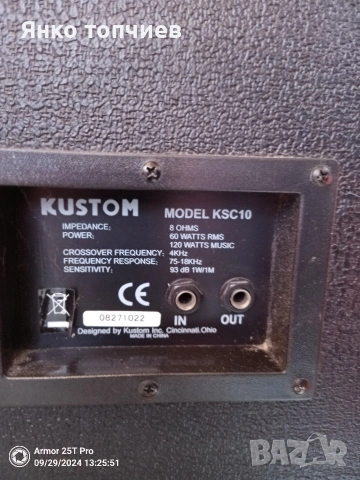 Янко топчиев
KUSTOM MODEL KSC10
IMPEDANCE: 8 OHMS
POWER: 60 WATTS RMS
120 WATTS MUSIC
CROSSOVER FREQUENCY: 4KHz
FREQUENCY RESPONSE: 75-18KHz
SENSITIVITY: 93 dB 1W/1M
CE
IN OUT
08271022
Designed by Kustom Inc. Cincinnati.Ohio
MADE IN CHINA
Armor 25T Pro
09/29/2024 13:25:51
BAZAR